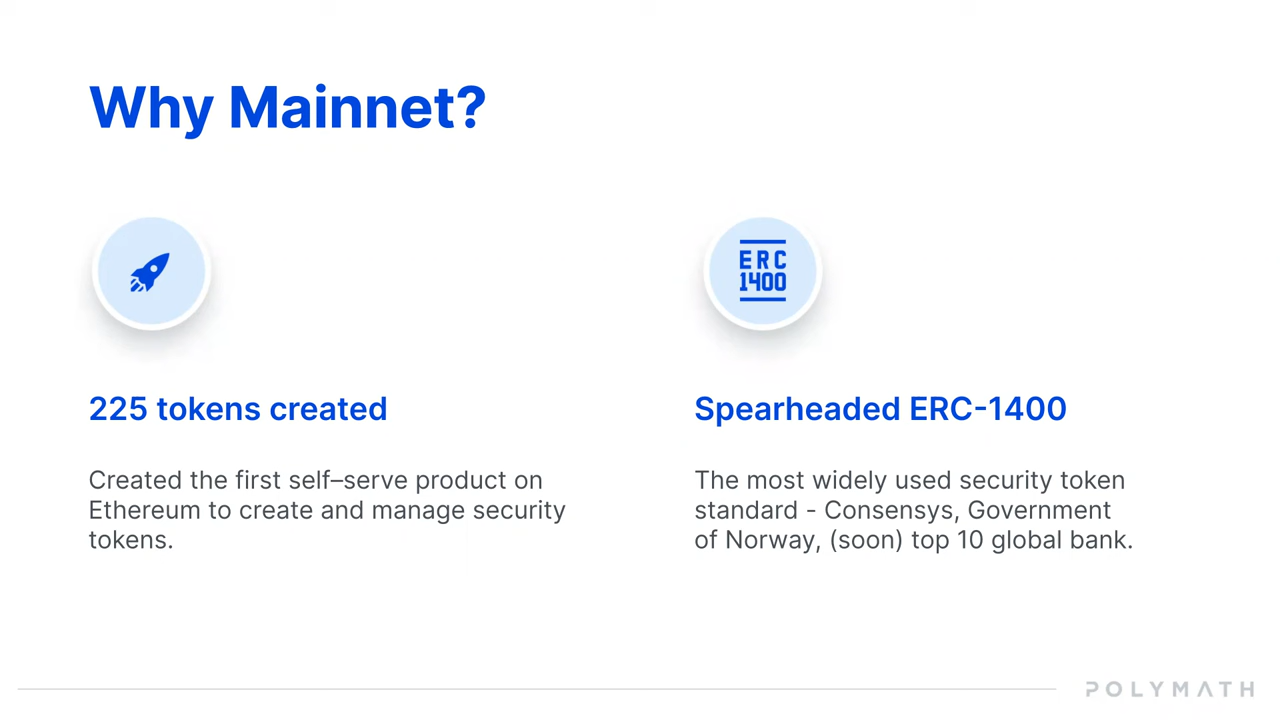 Why Mainnet?
ERC
1400
225 tokens created
Created the first self–serve product on
Ethereum to create and manage security
tokens.
Spearheaded ERC-1400
The most widely used security token
standard - Consensys, Government
of Norway, (soon) top 10 global bank.
POLYMATH